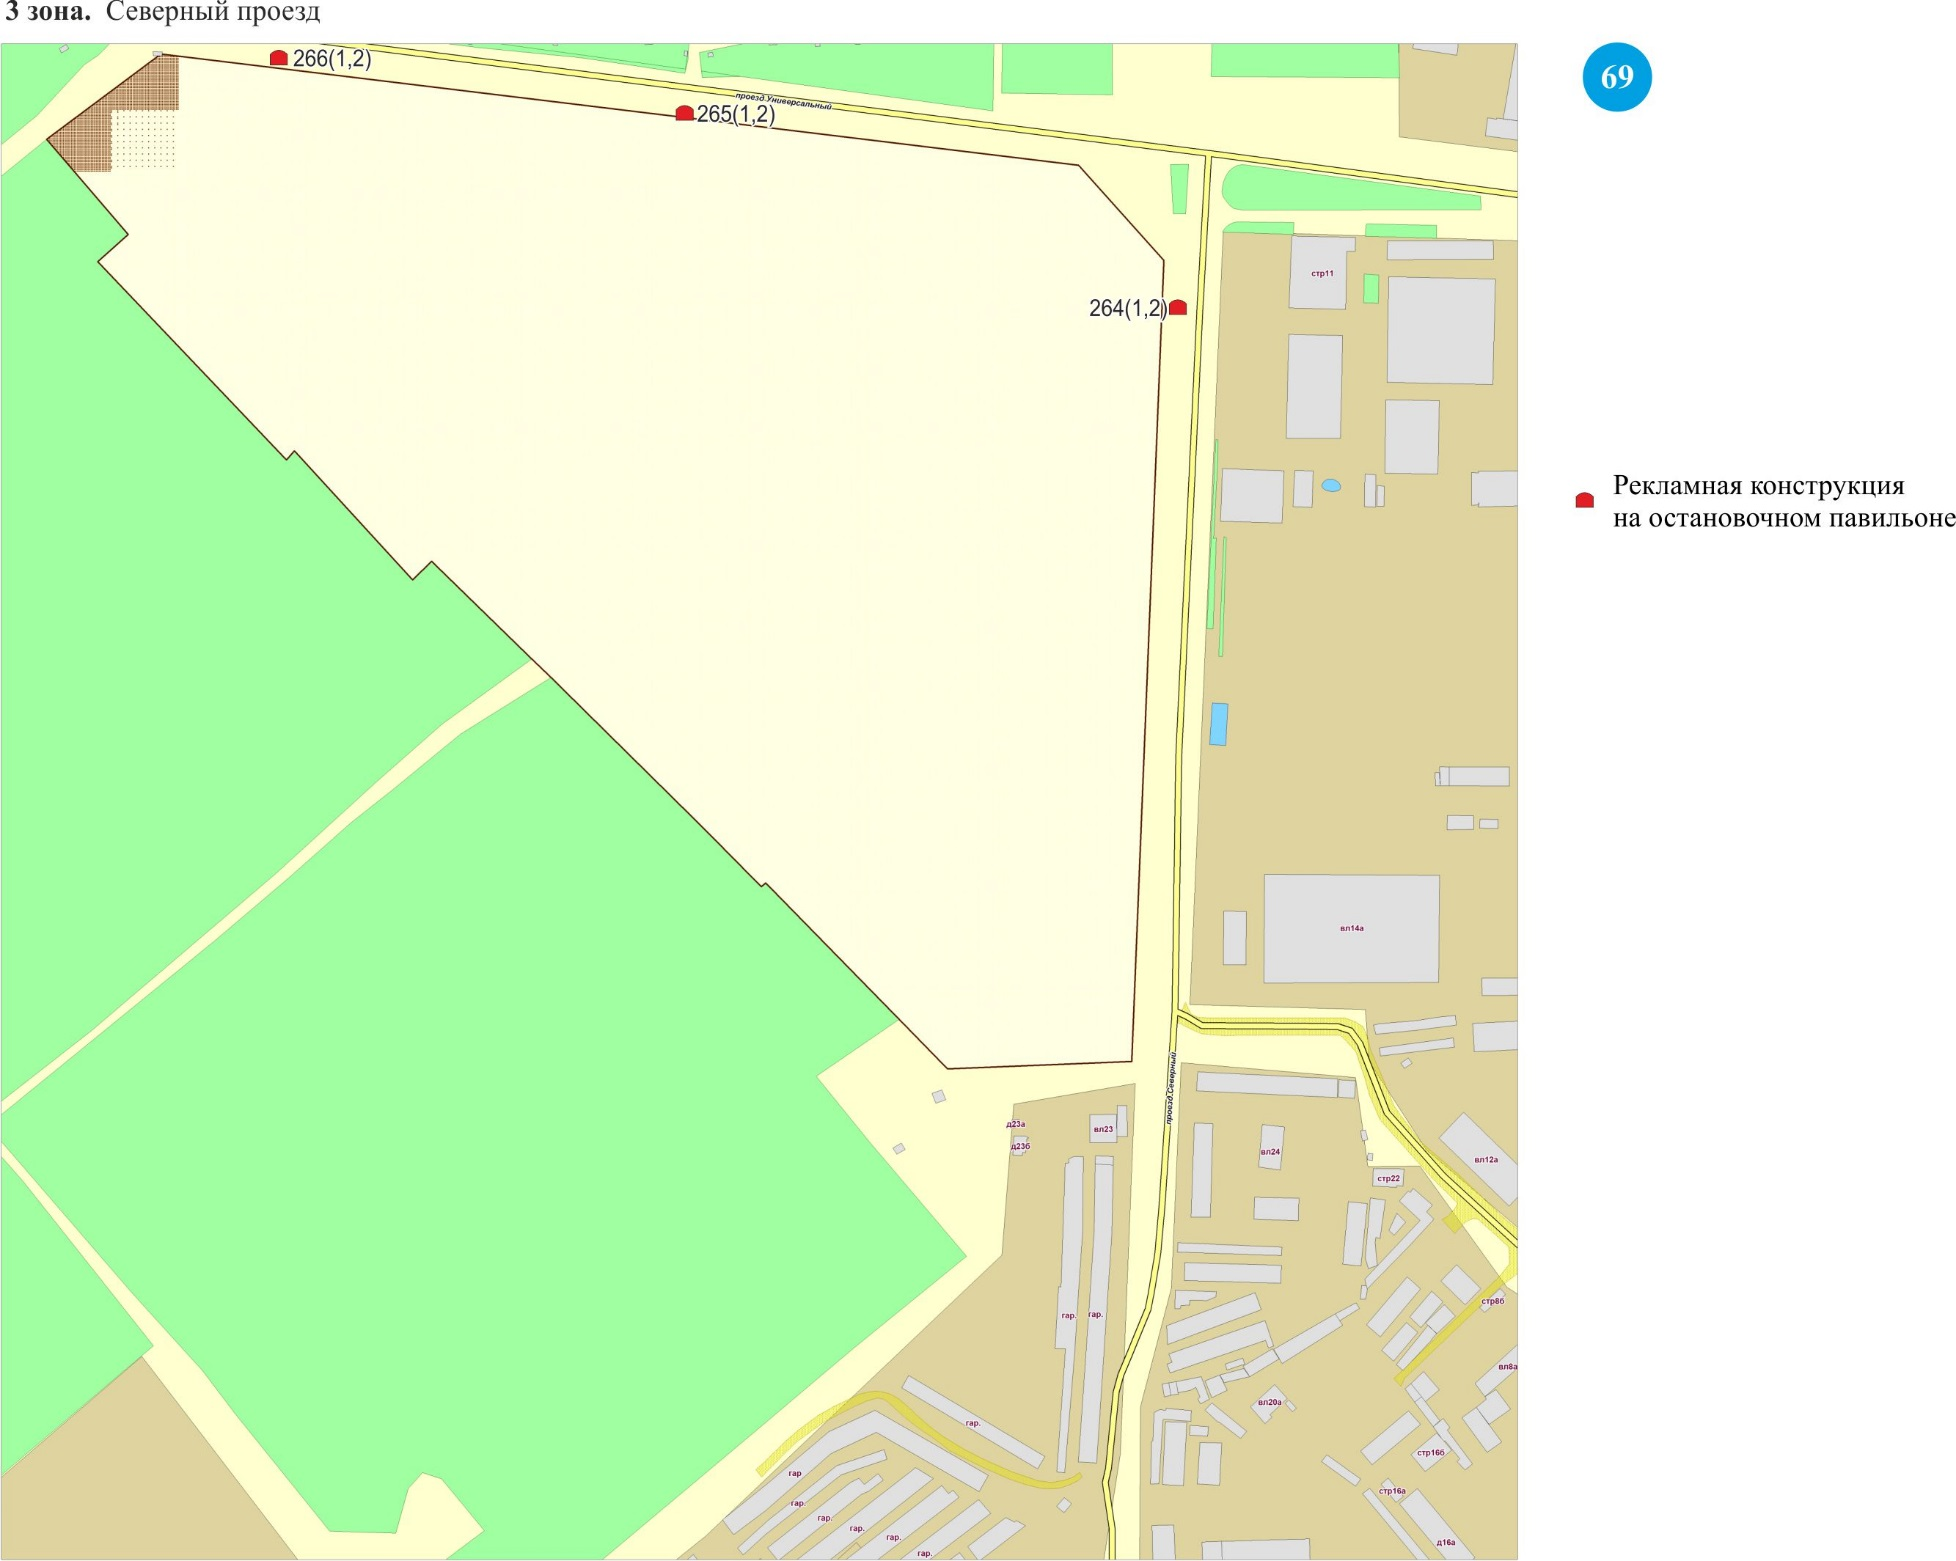 3 зона. Северный проезд
69
266(1,2)
проезд Универсальный
265(1,2)
стр11
264(1,2)
Рекламная конструкция
на остановочном павильоне
вл14а
проезд Северный
д23а
вл23
д23б
вл24
вл12а
стр22
стр8б
гар.
гар.
вл8а
вл20а
гар.
стр16б
гар
стр16а
гар.
гар.
гар.
гар.
д16а
гар.